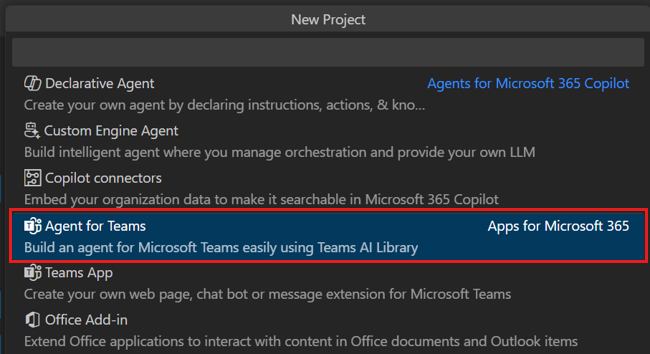 New Project
Declarative Agent Agents for Microsoft 365 Copilot
Create your own agent by declaring instructions, actions, & kno...
Custom Engine Agent
Build intelligent agent where you manage orchestration and provide your own LLM
Copilot connectors
Embed your organization data to make it searchable in Microsoft 365 Copilot
Agent for Teams Apps for Microsoft 365
Build an agent for Microsoft Teams easily using Teams AI Library
Teams App
Create your own web page, chat bot or message extension for Microsoft Teams
Office Add-in
Extend Office applications to interact with content in Office documents and Outlook items